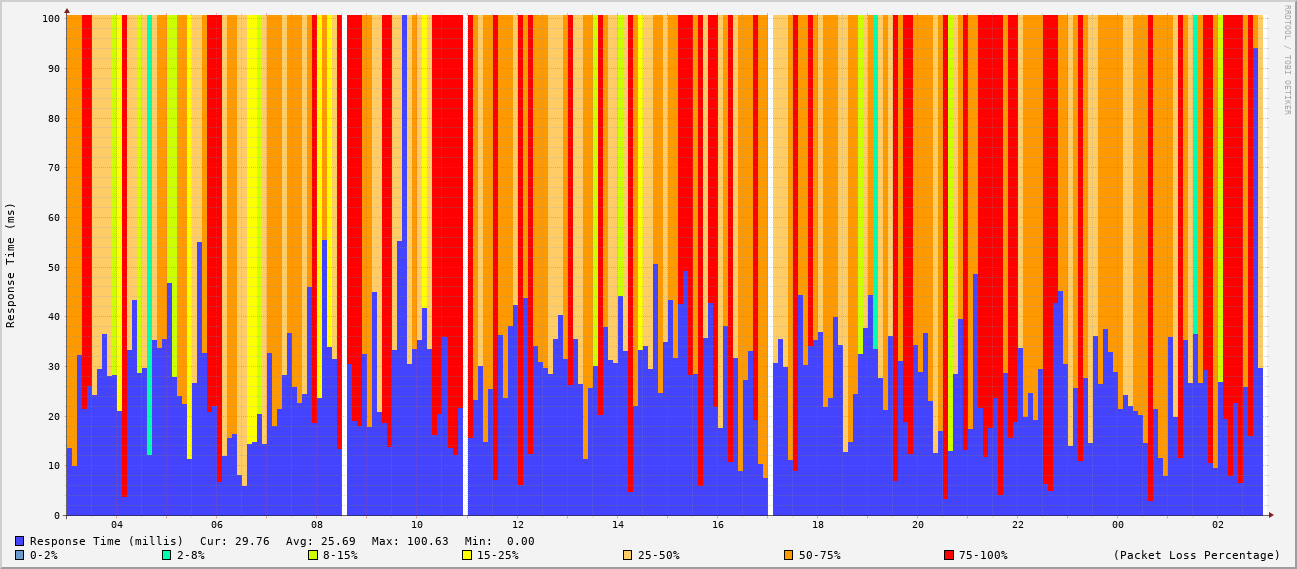 RRDTOOL / TOBI OETIKER
Response Time (ms)
100
90
80
70
60
50
40
30
20
10
0
04 06 08 10 12 14 16 18 20 22 00 02
Response Time (millis) Cur: 29.76 Avg: 25.69 Max: 100.63 Min: 0.00
0-2% 2-8% 8-15% 15-25% 25-50% 50-75% 75-100% (Packet Loss Percentage)